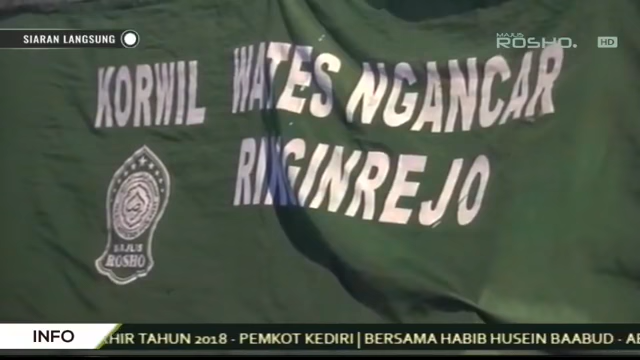 SIARAN LANGSUNG
MAJLIS
ROSHO.
HD
KORWIL WATES NGANCAR
RINGINREJO
MAJLIS
ROSHO
INFO
KHIR TAHUN 2018 - PEMKOT KEDIRI | BERSAMA HABIB HUSEIN BAABUD - A